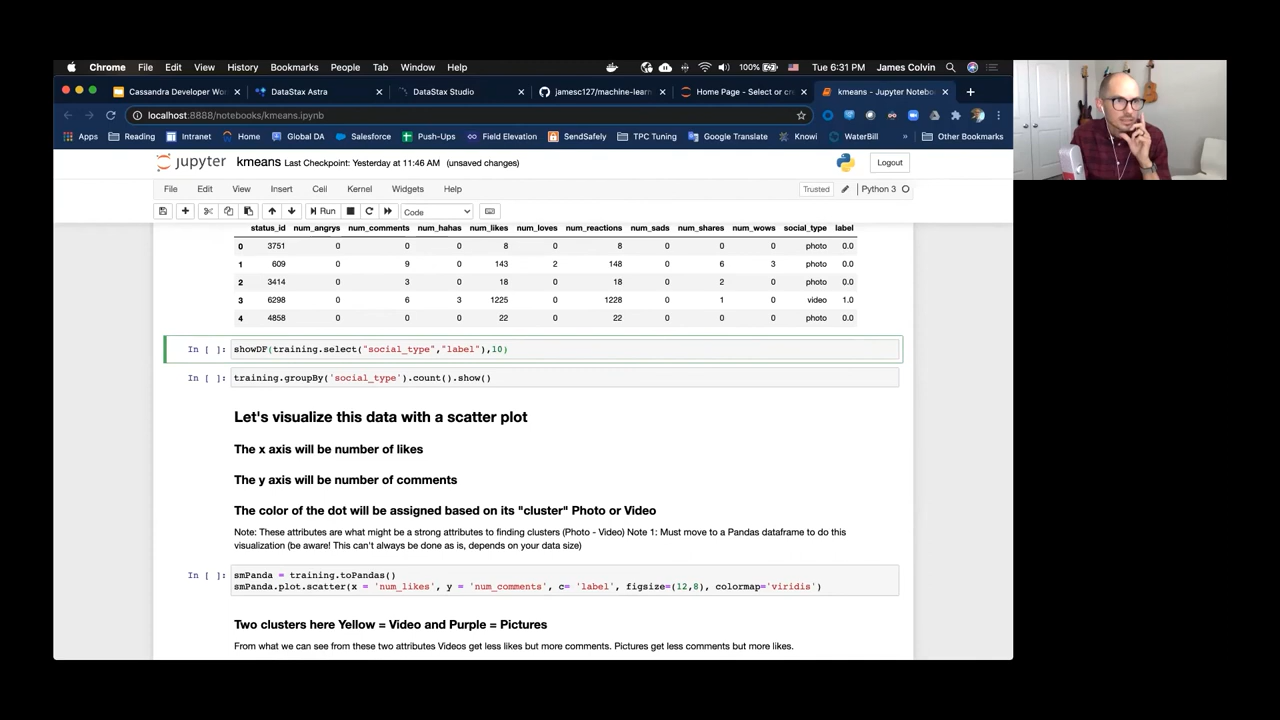 Chrome File Edit View History Bookmarks People Tab Window Help 100% Tue 6:31 PM James Colvin
Cassandra Developer Wor DataStax Astra DataStax Studio jamesc127/machine-learn Home Page - Select or cre kmeans - Jupyter Notebo
localhost:8888/notebooks/kmeans.ipynb
Apps Reading Intranet Home Global DA Salesforce Push-Ups Field Elevation SendSafely TPC Tuning Google Translate Knowi WaterBill » Other Bookmarks
jupyter kmeans Last Checkpoint: Yesterday at 11:46 AM (unsaved changes) Logout
File Edit View Insert Cell Kernel Widgets Help Trusted Python 3
Run Code
status_id num_angrys num_comments num_hahas num_likes num_loves num_reactions num_sads num_shares num_wows social_type label
0 3751 0 0 0 8 0 8 0 0 0 photo 0.0
1 609 0 9 0 143 2 148 0 6 3 photo 0.0
2 3414 0 3 0 18 0 18 0 2 0 photo 0.0
3 6298 0 6 3 1225 0 1228 0 1 0 video 1.0
4 4858 0 0 0 22 0 22 0 0 0 photo 0.0
In [ ]: showDF(training.select("social_type","label"),10)
In [ ]: training.groupBy('social_type').count().show()
Let's visualize this data with a scatter plot
The x axis will be number of likes
The y axis will be number of comments
The color of the dot will be assigned based on its "cluster" Photo or Video
Note: These attributes are what might be a strong attributes to finding clusters (Photo - Video) Note 1: Must move to a Pandas dataframe to do this
visualization (be aware! This can't always be done as is, depends on your data size)
In [ ]: smPanda = training.toPandas()
smPanda.plot.scatter(x = 'num_likes', y = 'num_comments', c= 'label', figsize=(12,8), colormap='viridis')
Two clusters here Yellow = Video and Purple = Pictures
From what we can see from these two attributes Videos get less likes but more comments. Pictures get less comments but more likes.